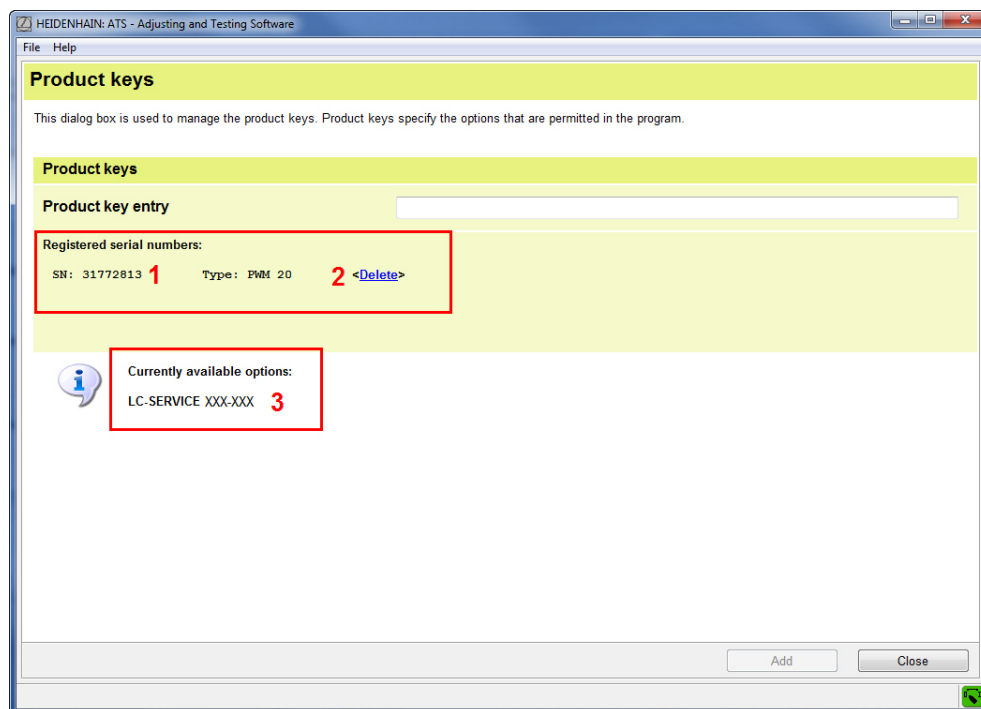 HEIDENHAIN: ATS - Adjusting and Testing Software
File Help
Product keys
This dialog box is used to manage the product keys. Product keys specify the options that are permitted in the program.
Product keys
Product key entry
Registered serial numbers:
SN: 31772813 1 Type: PWM 20 2 <Delete>
Currently available options:
LC-SERVICE XXX-XXX 3
Add Close